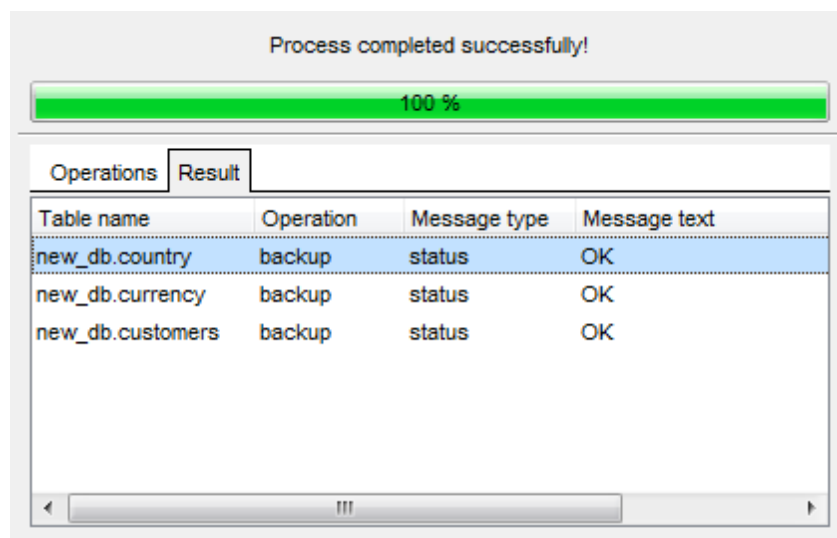 Process completed successfully!
100 %
Operations Result
Table name Operation Message type Message text
new_db.country backup status OK
new_db.currency backup status OK
new_db.customers backup status OK